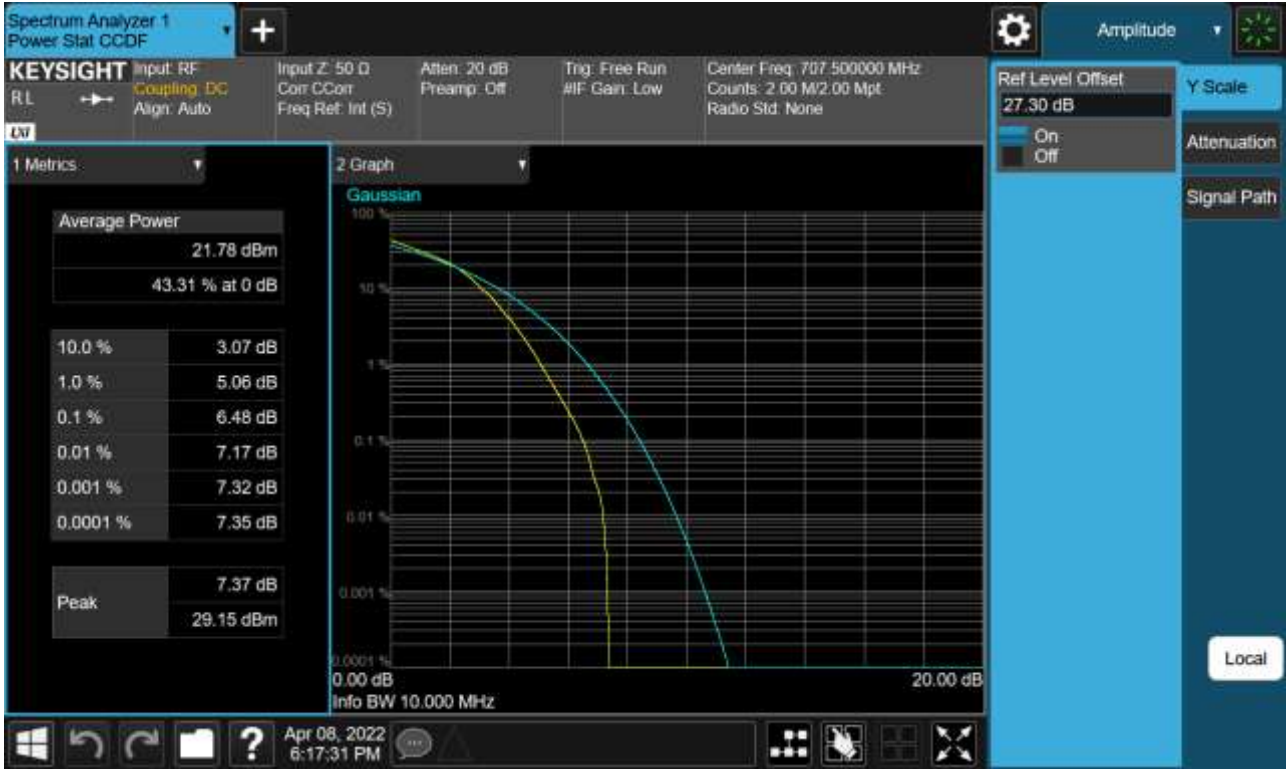 Spectrum Analyzer 1
Power Stat CCDF
+
Amplitude
KEYSIGHT
RL
LXI
Input: RF
Coupling: DC
Align: Auto
Input Z: 50 Ω
Corr CCorr
Freq Ref: Int (S)
Atten: 20 dB
Preamp: Off
Trig: Free Run
#IF Gain: Low
Center Freq: 707.500000 MHz
Counts: 2.00 M/2.00 Mpt
Radio Std: None
Ref Level Offset
27.30 dB
On
Off
Y Scale
Attenuation
Signal Path
Local
1 Metrics
Average Power
21.78 dBm
43.31 % at 0 dB
10.0 % 3.07 dB
1.0 % 5.06 dB
0.1 % 6.48 dB
0.01 % 7.17 dB
0.001 % 7.32 dB
0.0001 % 7.35 dB
Peak
7.37 dB
29.15 dBm
2 Graph
Gaussian
100 %
10 %
1 %
0.1 %
0.01 %
0.001 %
0.0001 %
0.00 dB
20.00 dB
Info BW 10.000 MHz
?
Apr 08, 2022
6:17:31 PM